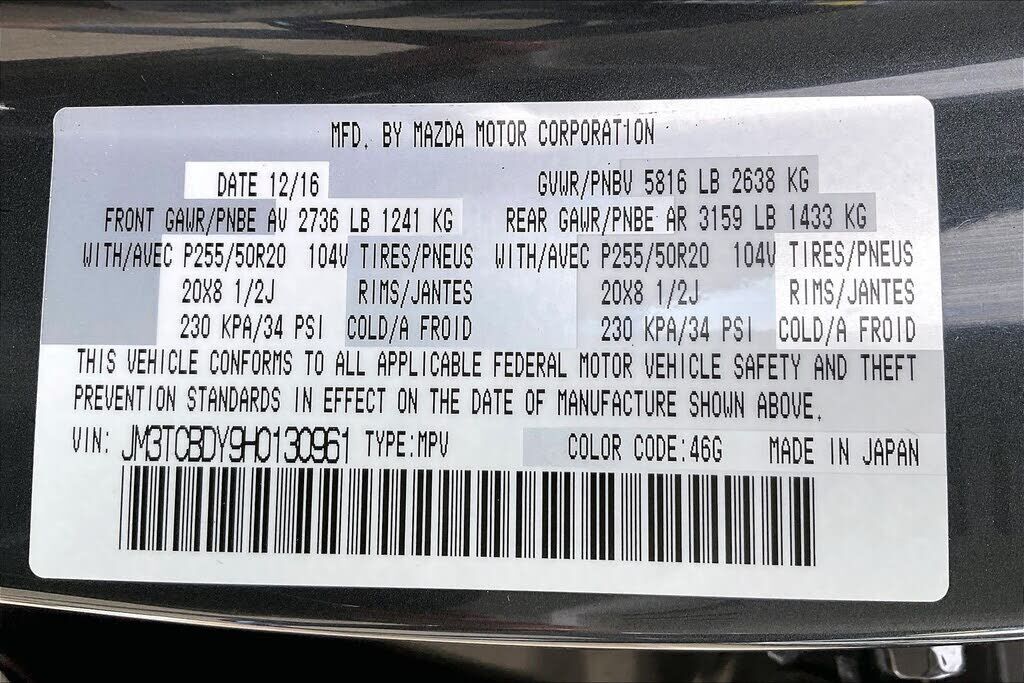 MFD. BY MAZDA MOTOR CORPORATION
DATE 12/16 GVWR/PNBV 5816 LB 2638 KG
FRONT GAWR/PNBE AV 2736 LB 1241 KG REAR GAWR/PNBE AR 3159 LB 1433 KG
WITH/AVEC P255/50R20 104V TIRES/PNEUS WITH/AVEC P255/50R20 104V TIRES/PNEUS
20X8 1/2J RIMS/JANTES 20X8 1/2J RIMS/JANTES
230 KPA/34 PSI COLD/A FROID 230 KPA/34 PSI COLD/A FROID
THIS VEHICLE CONFORMS TO ALL APPLICABLE FEDERAL MOTOR VEHICLE SAFETY AND THEFT
PREVENTION STANDARDS IN EFFECT ON THE DATE OF MANUFACTURE SHOWN ABOVE.
VIN: JM3TCBDY9H0130961 TYPE:MPV COLOR CODE:46G MADE IN JAPAN